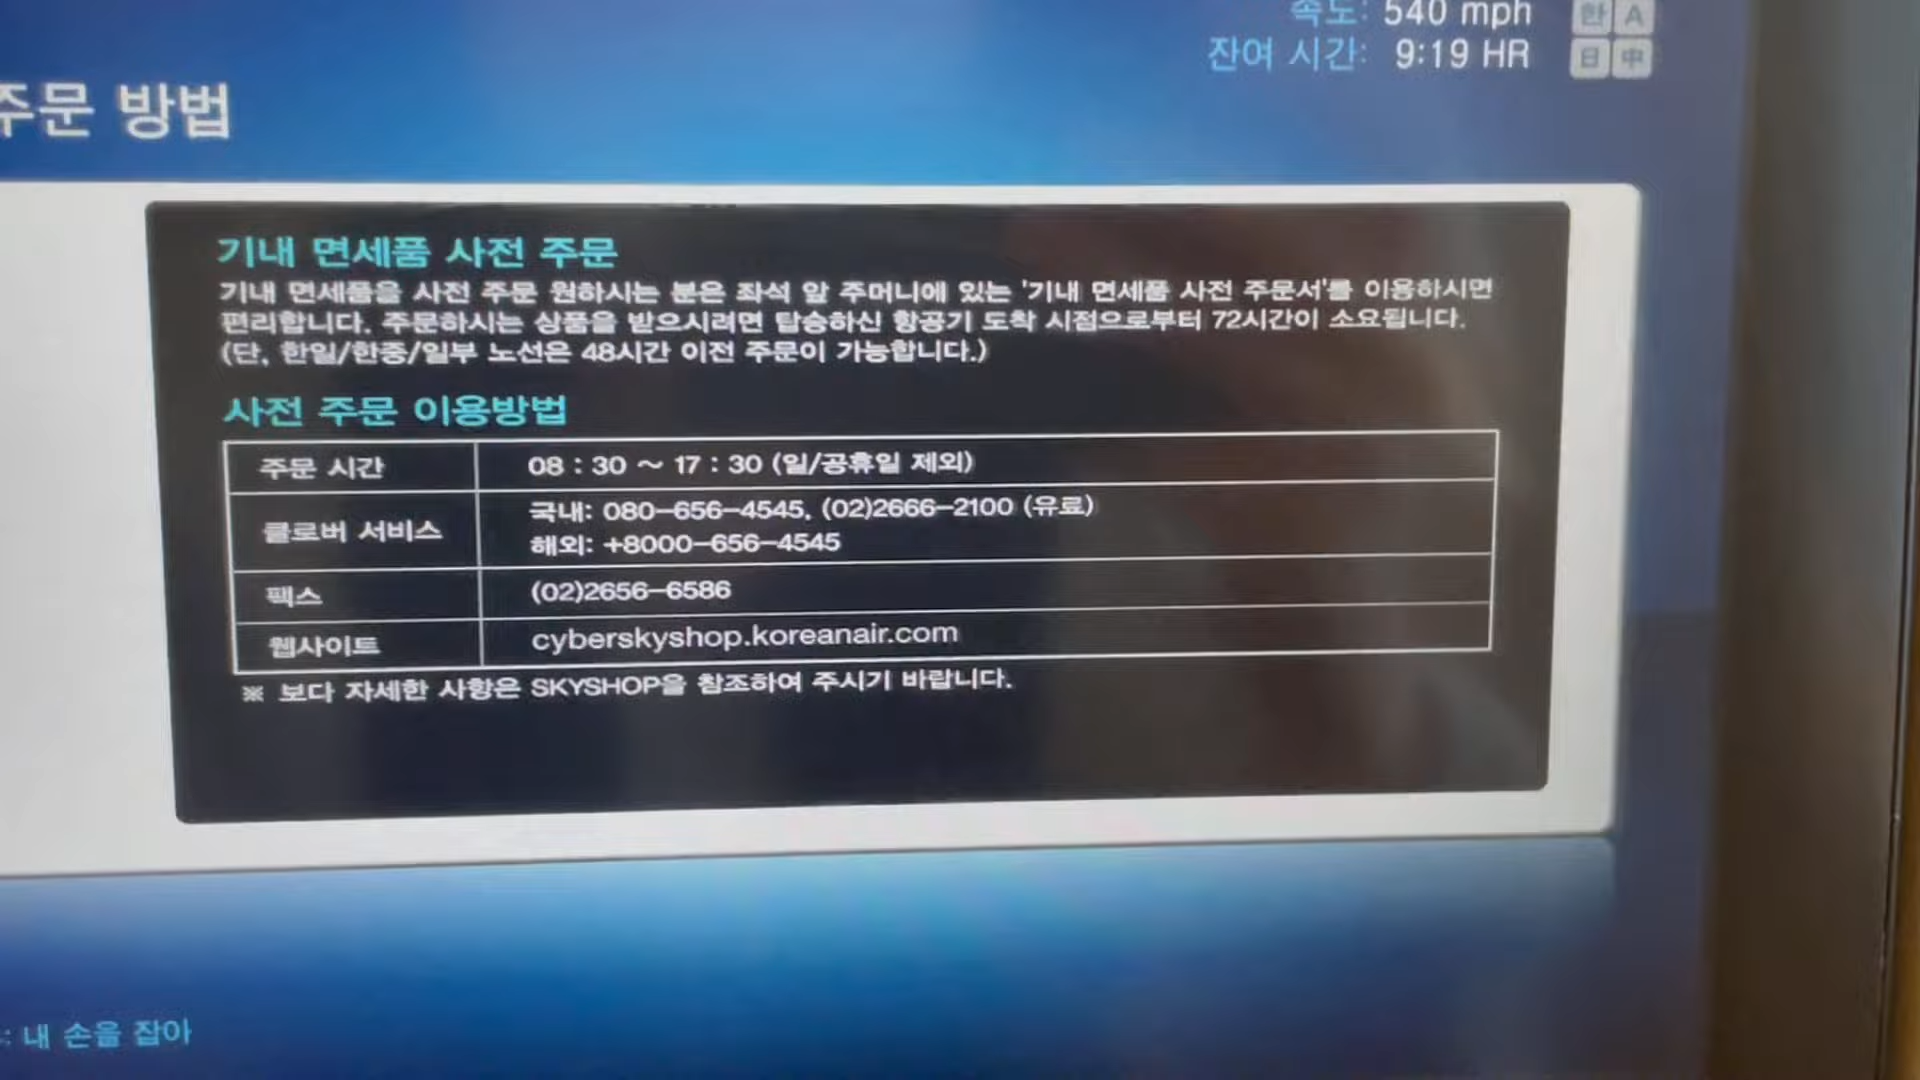 속도: 540 mph
한 A
잔여 시간: 9:19 HR
日 中
주문 방법
기내 면세품 사전 주문
기내 면세품을 사전 주문 원하시는 분은 좌석 앞 주머니에 있는 '기내 면세품 사전 주문서'를 이용하시면
편리합니다. 주문하시는 상품을 받으시려면 탑승하신 항공기 도착 시점으로부터 72시간이 소요됩니다.
(단, 한일/한중/일부 노선은 48시간 이전 주문이 가능합니다.)
사전 주문 이용방법
주문 시간 08 : 30 ~ 17 : 30 (일/공휴일 제외)
클로버 서비스 국내: 080-656-4545, (02)2666-2100 (유료)
해외: +8000-656-4545
팩스 (02)2656-6586
웹사이트 cyberskyshop.koreanair.com
※ 보다 자세한 사항은 SKYSHOP을 참조하여 주시기 바랍니다.
: 내 손을 잡아